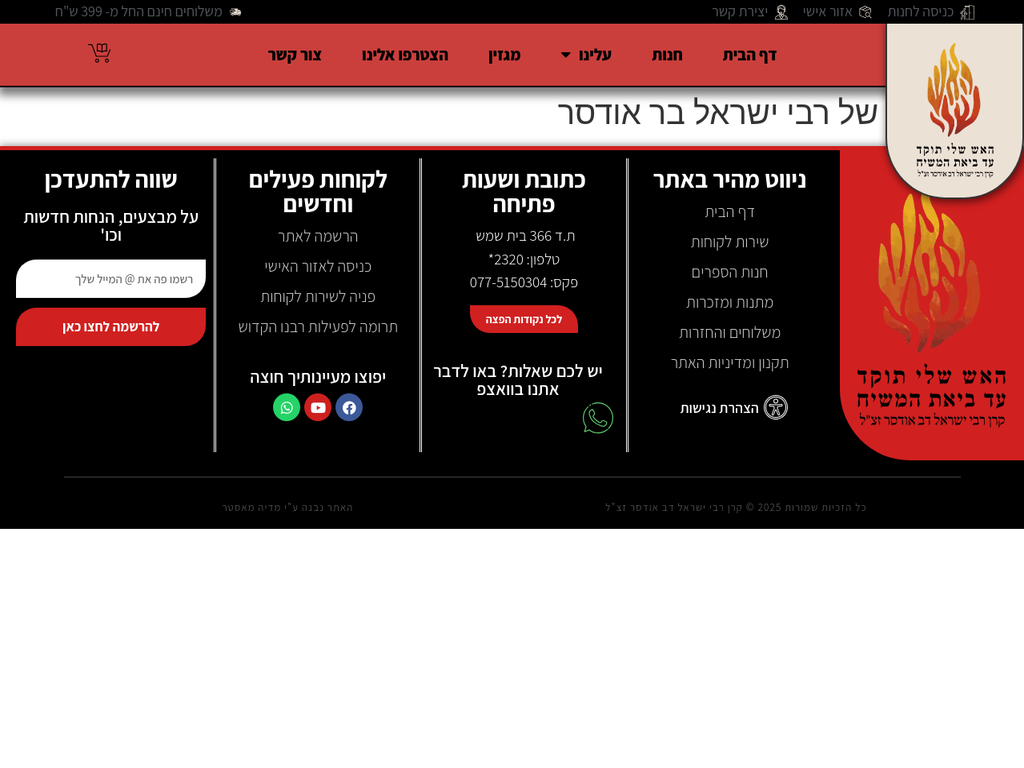 כניסה לחנות
אזור אישי
יצירת קשר
משלוחים חינם החל מ- 399 ש"ח
דף הבית
חנות
עלינו
מגזין
הצטרפו אלינו
צור קשר
האש שלי תוקד
עד ביאת המשיח
קרן רבי ישראל דב אודסר זצ"ל
של רבי ישראל בר אודסר
האש שלי תוקד
עד ביאת המשיח
קרן רבי ישראל דב אודסר זצ"ל
ניווט מהיר באתר
דף הבית
שירות לקוחות
חנות הספרים
מתנות ומזכרות
משלוחים והחזרות
תקנון ומדיניות האתר
הצהרת נגישות
כתובת ושעות
פתיחה
ת.ד 366 בית שמש
טלפון: 2320*
פקס: 077-5150304
לכל נקודות הפצה
יש לכם שאלות? באו לדבר
אתנו בוואצפ
לקוחות פעילים
וחדשים
הרשמה לאתר
כניסה לאזור האישי
פניה לשירות לקוחות
תרומה לפעילות רבנו הקדוש
יפוצו מעיינותיך חוצה
שווה להתעדכן
על מבצעים, הנחות חדשות
וכו'
רשמו פה את @ המייל שלך
להרשמה לחצו כאן
כל הזכיות שמורות 2025 © קרן רבי ישראל דב אודסר זצ"ל
האתר נבנה ע"י מדיה מאסטר